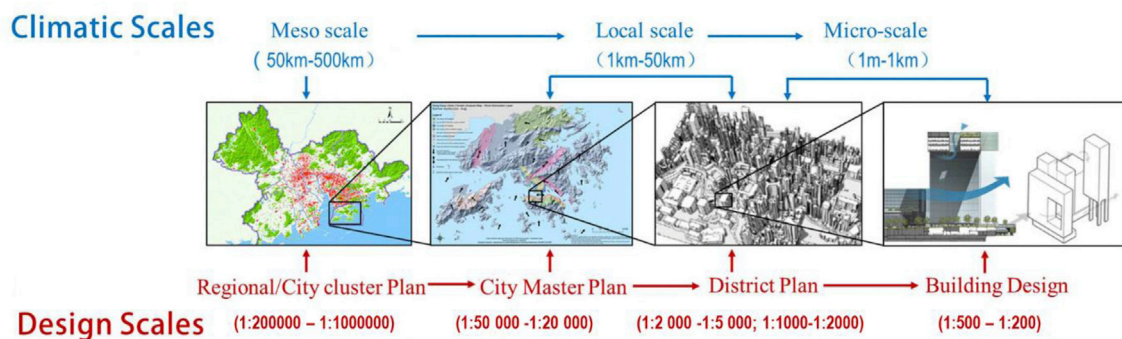 Climatic Scales
Meso scale
Local scale
Micro-scale
( 50km-500km）
（1km-50km）
（1m-1km）
Regional/City cluster Plan
City Master Plan
District Plan
Building Design
Design Scales
(1:200000 – 1:1000000)
(1:50 000 -1:20 000)
(1:2 000 -1:5 000; 1:1000-1:2000)
(1:500 – 1:200)